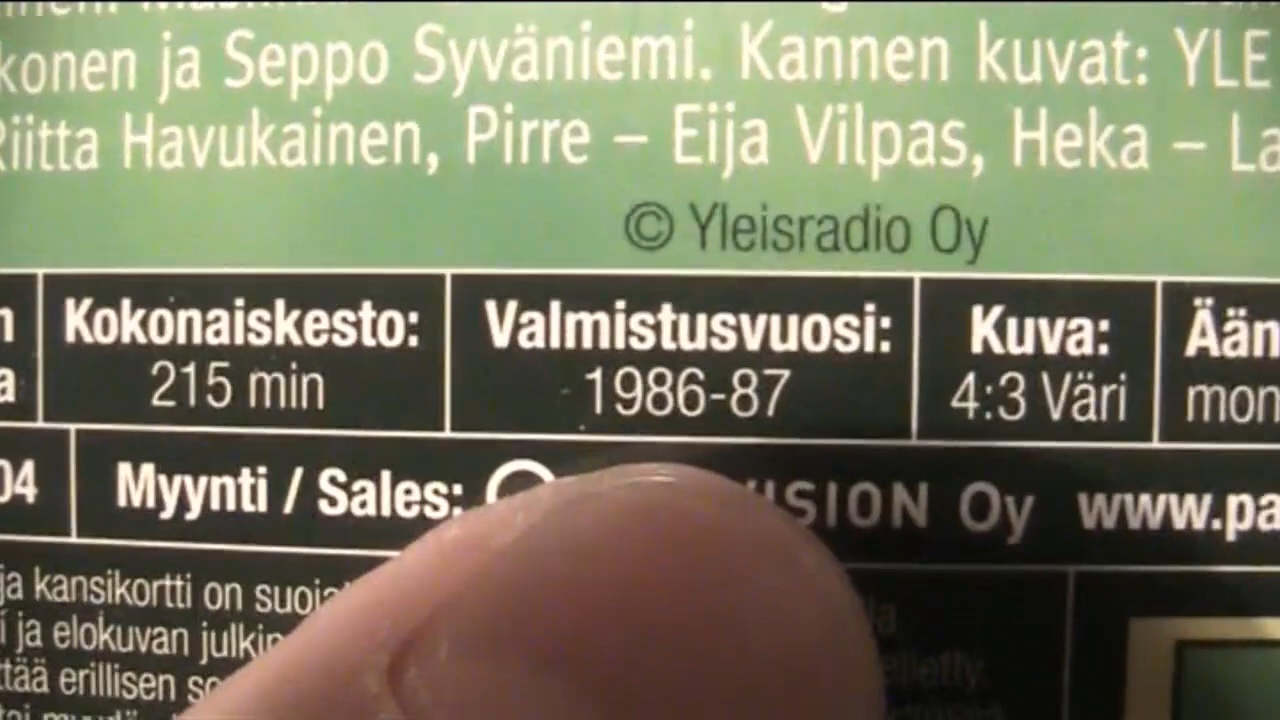 konen ja Seppo Syväniemi. Kannen kuvat: YLE
Riitta Havukainen, Pirre – Eija Vilpas, Heka – La
© Yleisradio Oy
Kokonaiskesto: Valmistusvuosi: Kuva: Ään
215 min 1986-87 4:3 Väri mon
04 Myynti / Sales: VISION Oy www.pa
ja kansikortti on suoja
i ja elokuvan julkip
ttää erillisen so